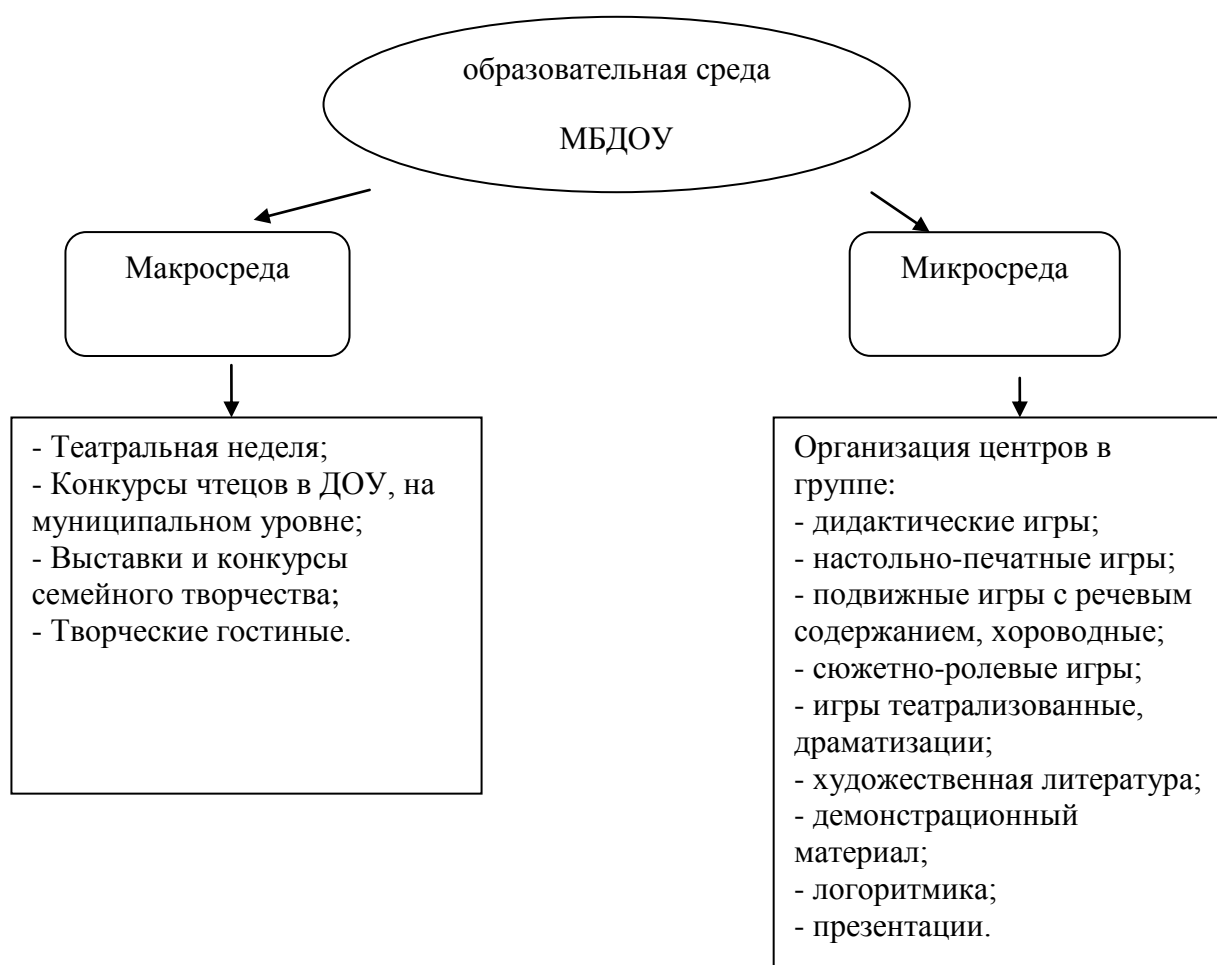 образовательная среда
МБДОУ
Макросреда
Микросреда
- Театральная неделя;
- Конкурсы чтецов в ДОУ, на
муниципальном уровне;
- Выставки и конкурсы
семейного творчества;
- Творческие гостиные.
Организация центров в
группе:
- дидактические игры;
- настольно-печатные игры;
- подвижные игры с речевым
содержанием, хороводные;
- сюжетно-ролевые игры;
- игры театрализованные,
драматизации;
- художественная литература;
- демонстрационный
материал;
- логоритмика;
- презентации.